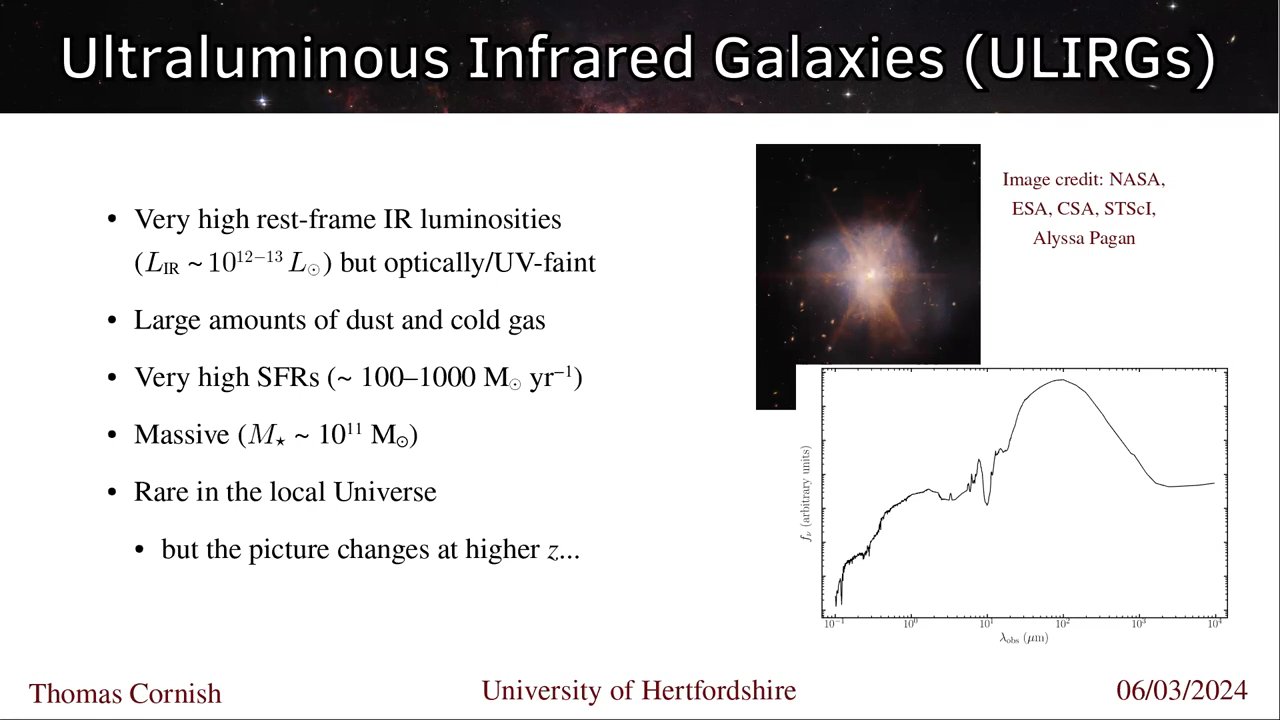 Ultraluminous Infrared Galaxies (ULIRGs)
• Very high rest-frame IR luminosities
(L_IR ~ 10^{12–13} L_⊙) but optically/UV-faint
• Large amounts of dust and cold gas
• Very high SFRs (~ 100–1000 M_⊙ yr^{–1})
• Massive (M_⋆ ~ 10^{11} M_⊙)
• Rare in the local Universe
• but the picture changes at higher z...
Image credit: NASA,
ESA, CSA, STScI,
Alyssa Pagan
f_ν (arbitrary units)
10^{−1} 10^0 10^1 10^2 10^3 10^4
λ_obs (μm)
Thomas Cornish
University of Hertfordshire
06/03/2024